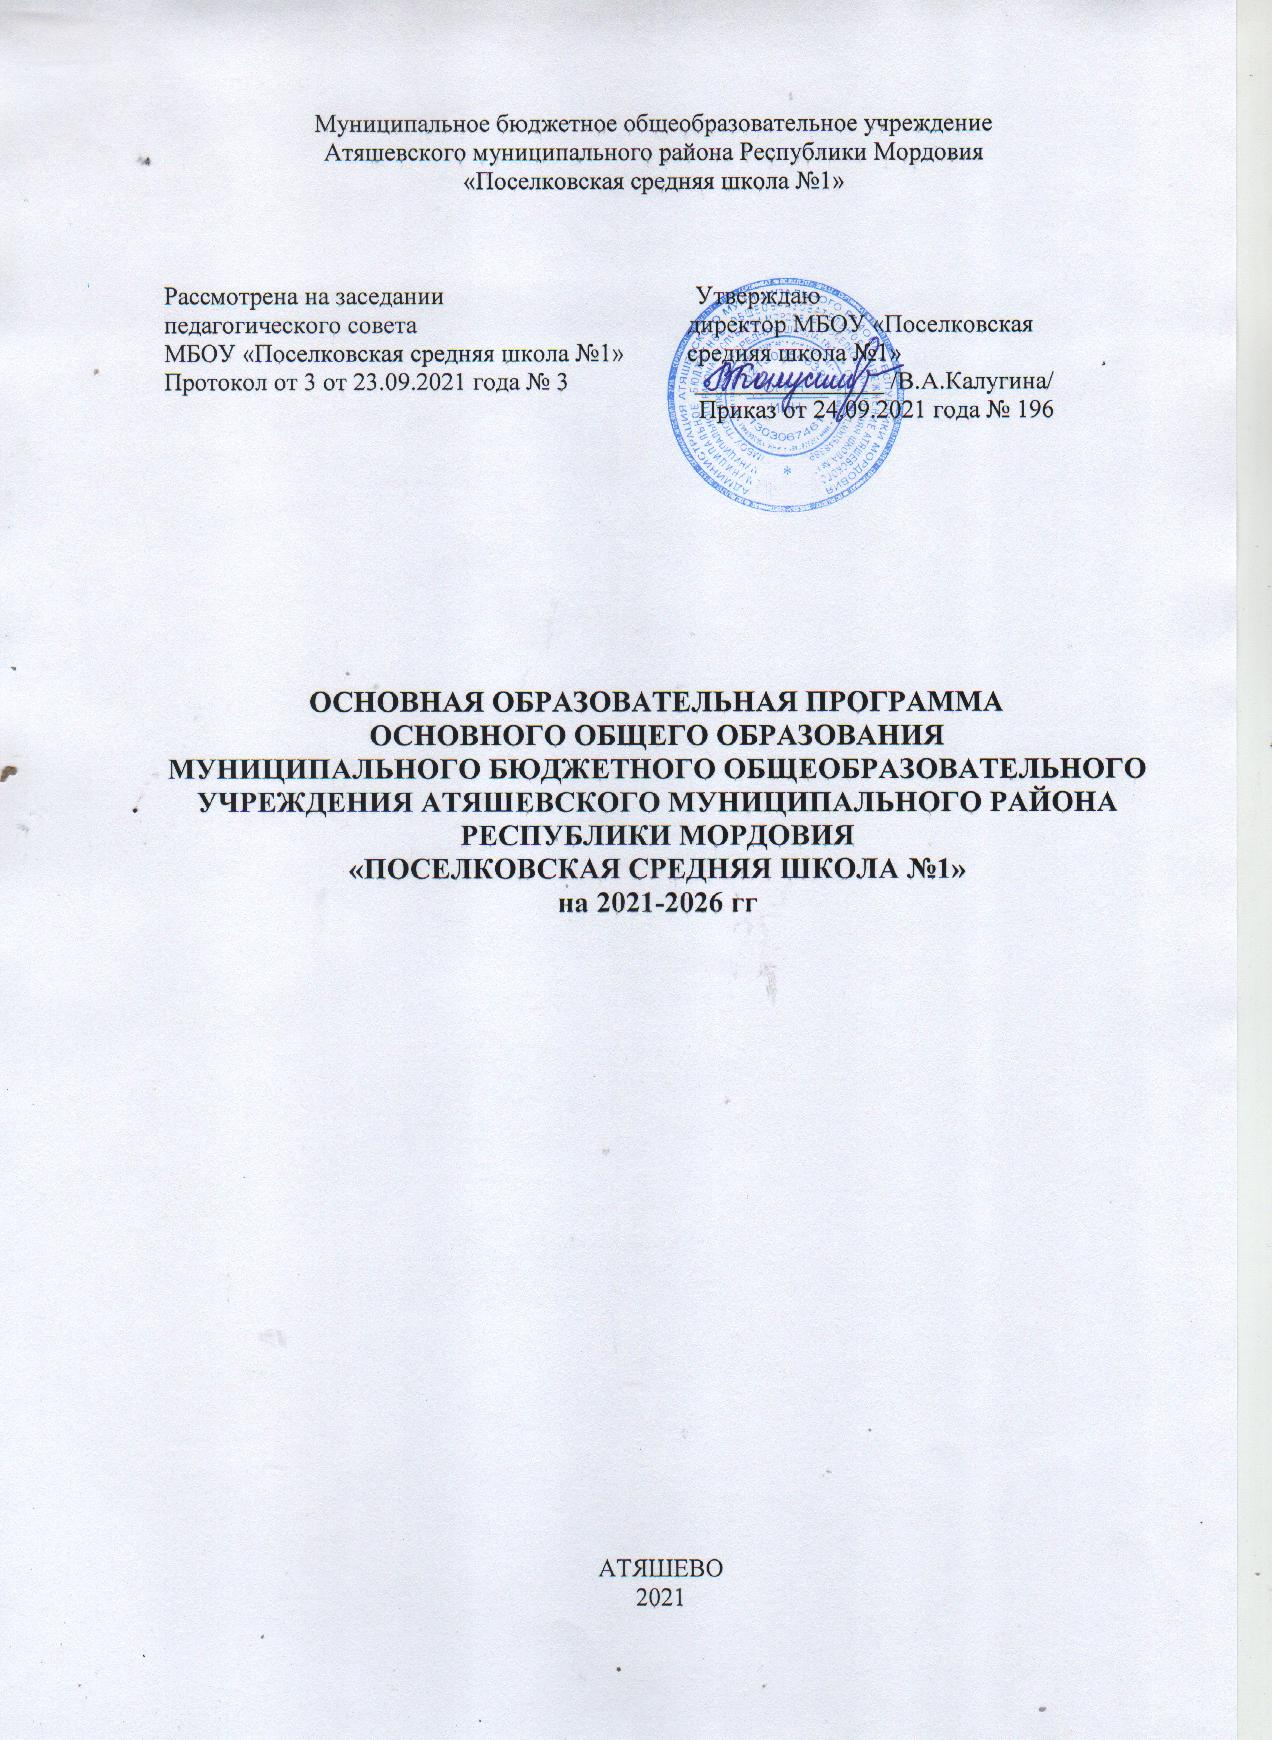 Муниципальное бюджетное общеобразовательное учреждение
Атяшевского муниципального района Республики Мордовия
«Поселковская средняя школа №1»
Рассмотрена на заседании
педагогического совета
МБОУ «Поселковская средняя школа №1»
Протокол от 3 от 23.09.2021 года № 3
Утверждаю
директор МБОУ «Поселковская
средняя школа №1»
/В.А.Калугина/
Приказ от 24.09.2021 года № 196
ОСНОВНАЯ ОБРАЗОВАТЕЛЬНАЯ ПРОГРАММА
ОСНОВНОГО ОБЩЕГО ОБРАЗОВАНИЯ
МУНИЦИПАЛЬНОГО БЮДЖЕТНОГО ОБЩЕОБРАЗОВАТЕЛЬНОГО
УЧРЕЖДЕНИЯ АТЯШЕВСКОГО МУНИЦИПАЛЬНОГО РАЙОНА
РЕСПУБЛИКИ МОРДОВИЯ
«ПОСЕЛКОВСКАЯ СРЕДНЯЯ ШКОЛА №1»
на 2021-2026 гг
АТЯШЕВО
2021